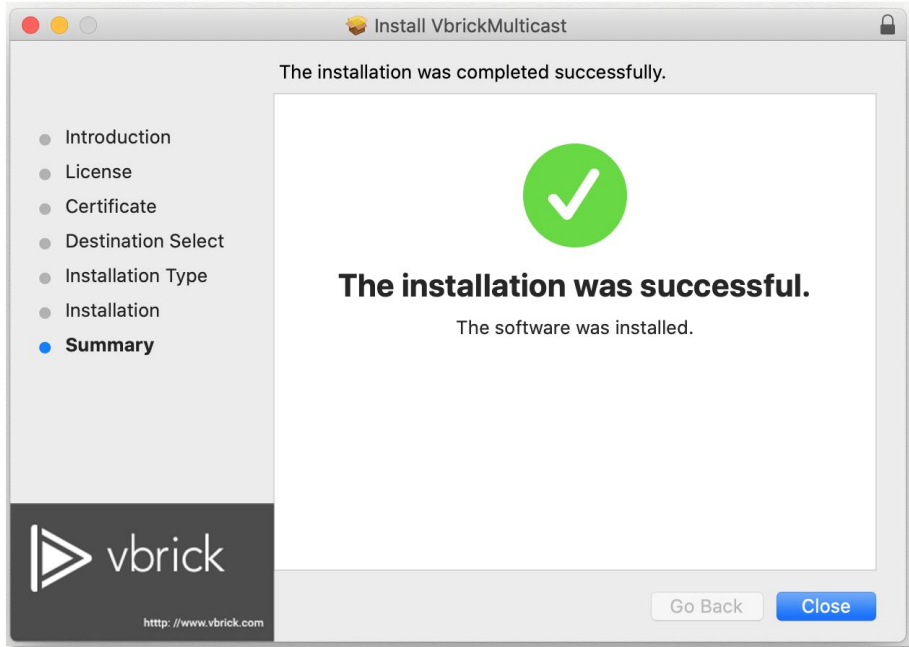 Install VbrickMulticast
The installation was completed successfully.
Introduction
License
Certificate
Destination Select
Installation Type
Installation
Summary
The installation was successful.
The software was installed.
vbrick
htttp: //www.vbrick.com
Go Back
Close